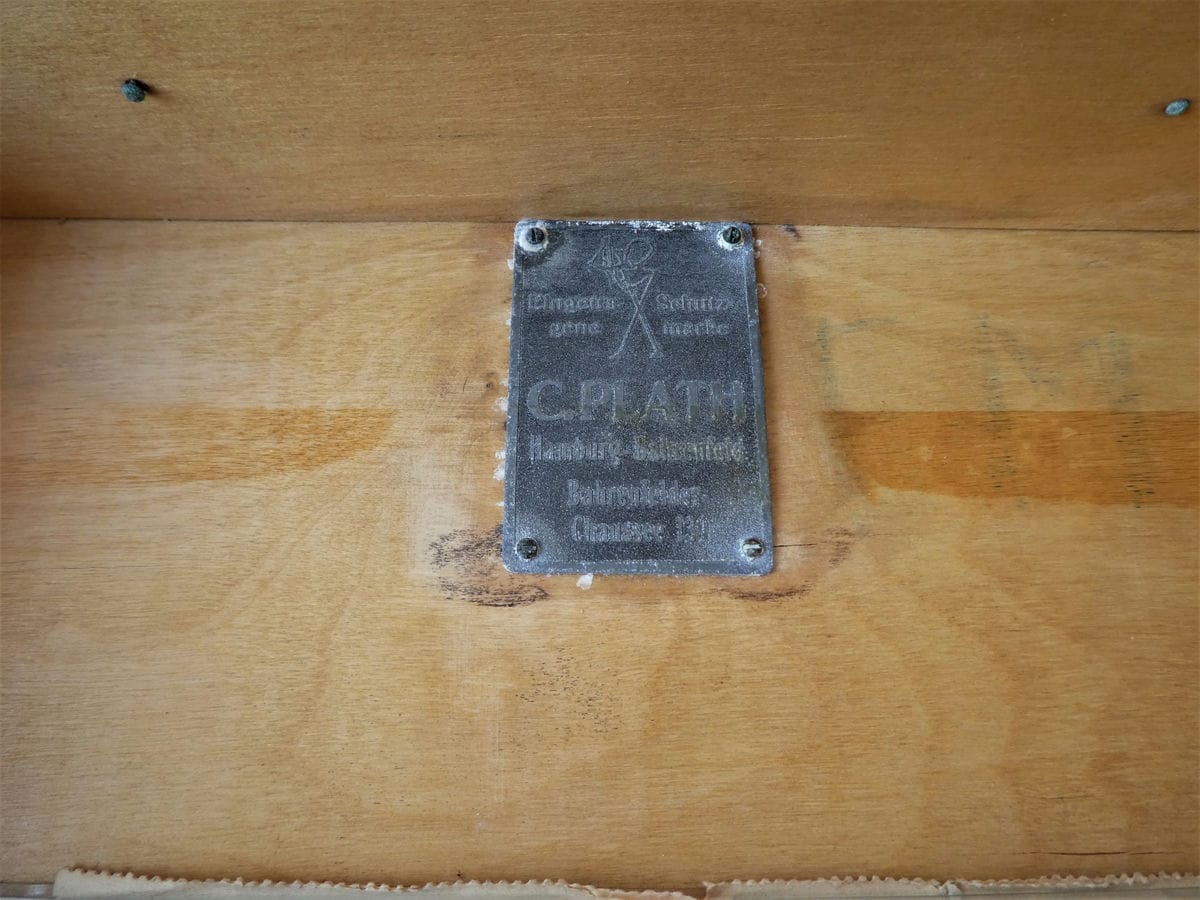 Eingetra- Schutz-
gene marke
C.PLATH
Hamburg-Bahrenfeld
Bahrenfelder-
Chaussee